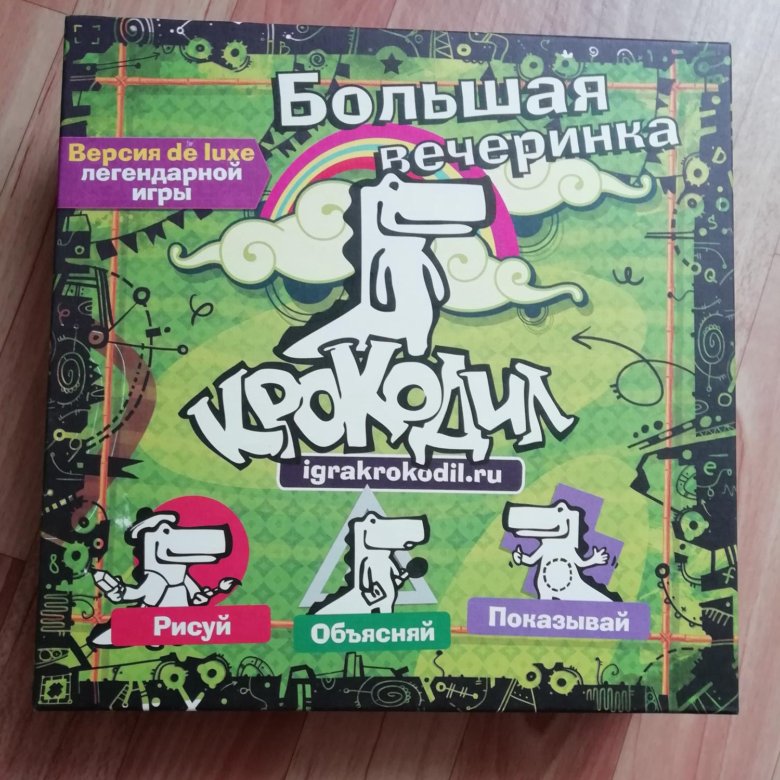 Большая
вечеринка
Версия de luxe
легендарной
игры
Крокодил
igrakrokodil.ru
Рисуй
Объясняй
Показывай